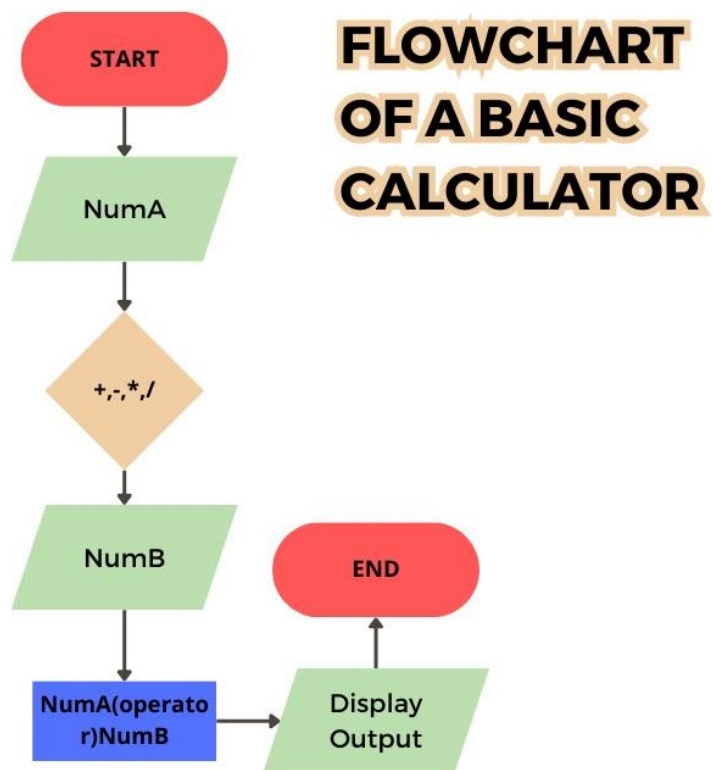 FLOWCHART
OF A BASIC
CALCULATOR
START
NumA
+,-,*,/
NumB
NumA(operato
r)NumB
Display
Output
END